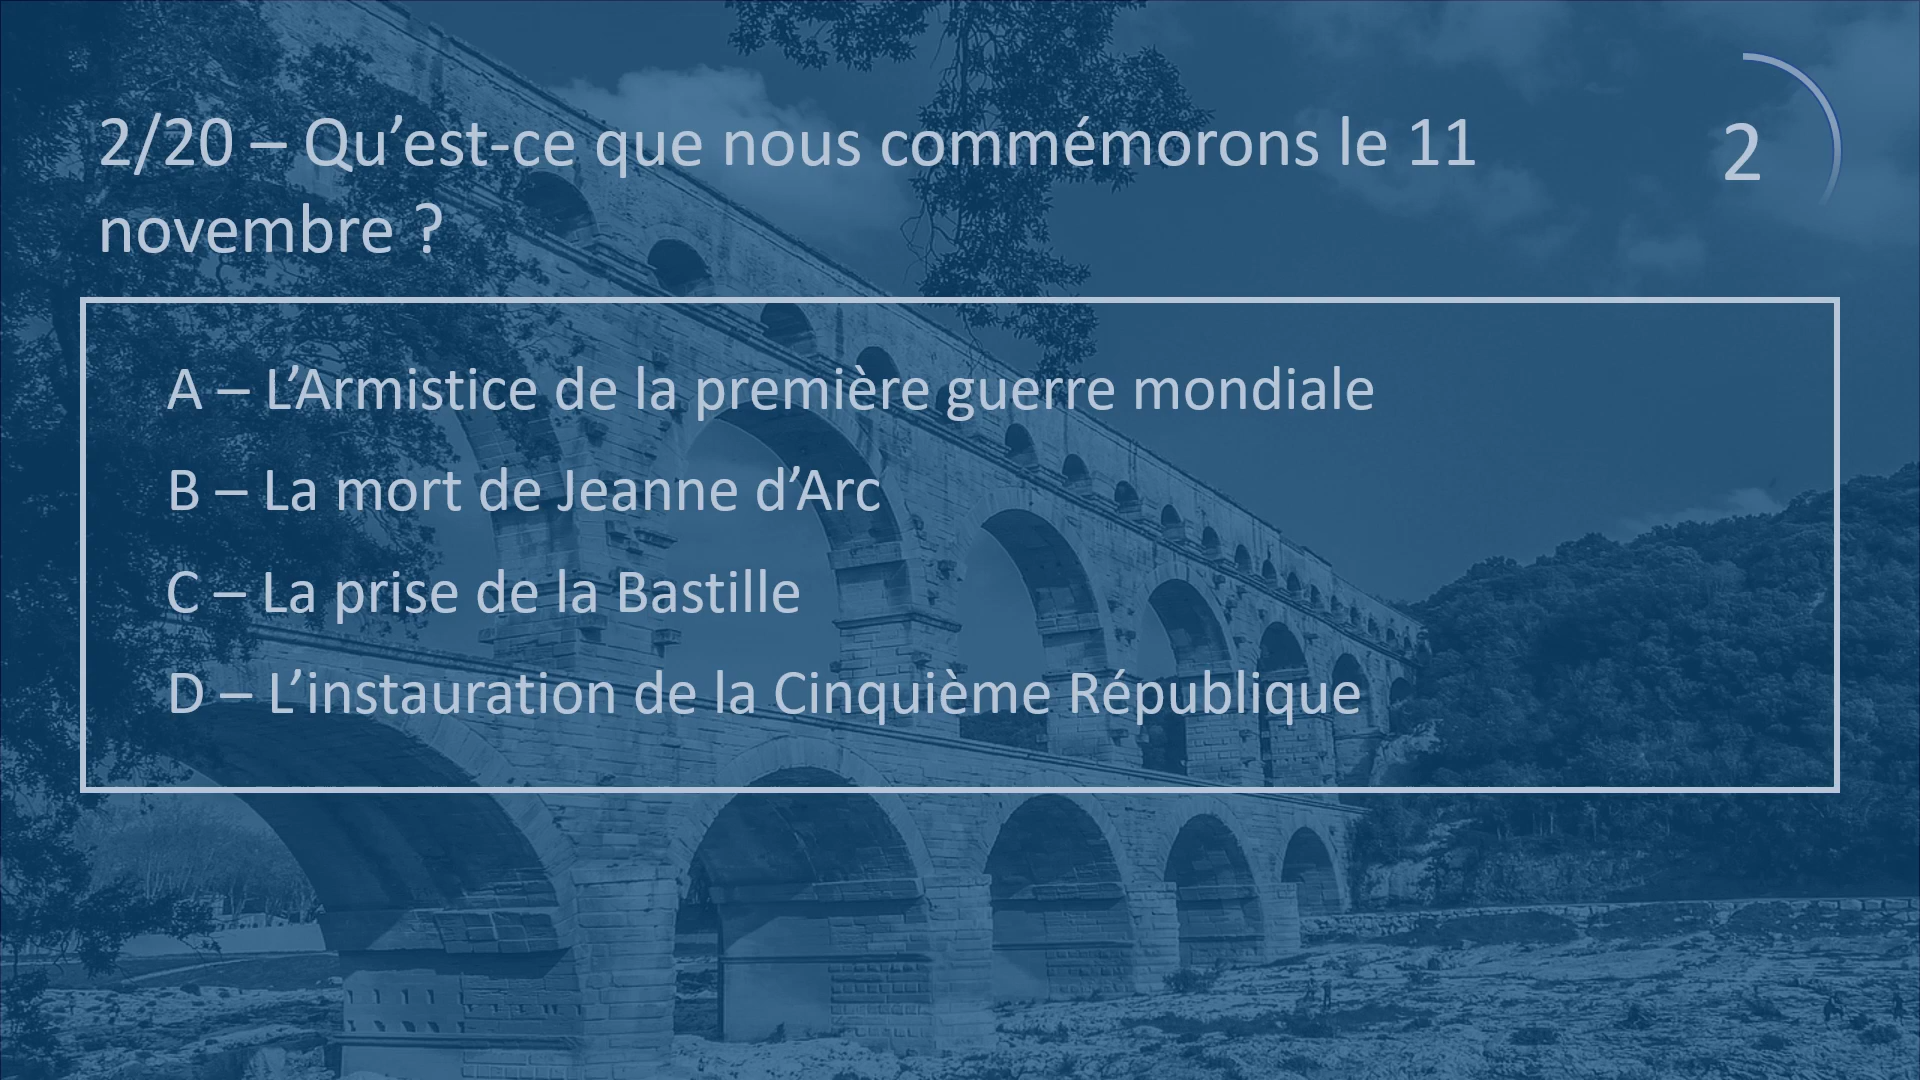 2/20 – Qu’est-ce que nous commémorons le 11
novembre ?
2
A – L’Armistice de la première guerre mondiale
B – La mort de Jeanne d’Arc
C – La prise de la Bastille
D – L’instauration de la Cinquième République